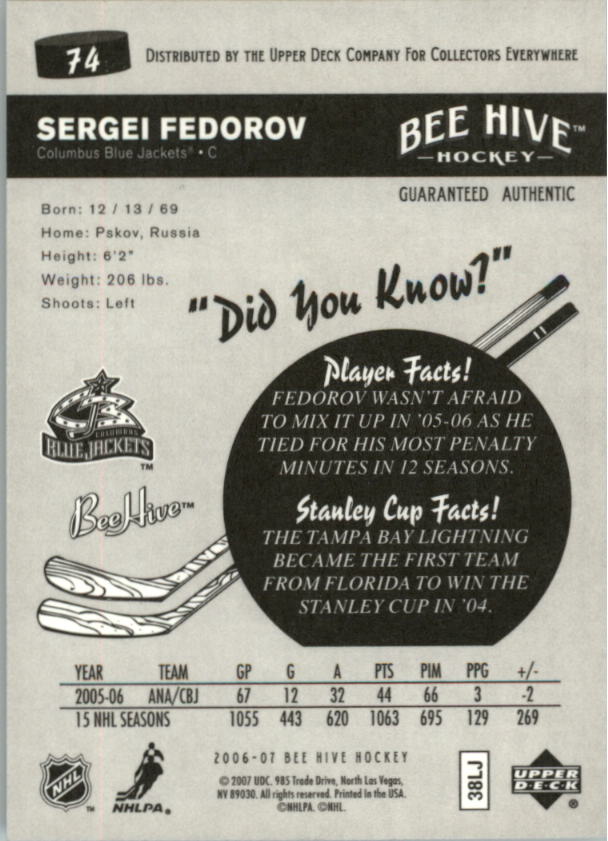 74
DISTRIBUTED BY THE UPPER DECK COMPANY FOR COLLECTORS EVERYWHERE
SERGEI FEDOROV
Columbus Blue Jackets® • C
BEE HIVE™
—HOCKEY—
GUARANTEED AUTHENTIC
Born: 12 / 13 / 69
Home: Pskov, Russia
Height: 6'2"
Weight: 206 lbs.
Shoots: Left
"Did You Know?"
Player Facts!
FEDOROV WASN'T AFRAID
TO MIX IT UP IN '05-06 AS HE
TIED FOR HIS MOST PENALTY
MINUTES IN 12 SEASONS.
COLUMBUS
BLUE JACKETS
™
BeeHive™
Stanley Cup Facts!
THE TAMPA BAY LIGHTNING
BECAME THE FIRST TEAM
FROM FLORIDA TO WIN THE
STANLEY CUP IN '04.
YEAR TEAM GP G A PTS PIM PPG +/-
2005-06 ANA/CBJ 67 12 32 44 66 3 -2
15 NHL SEASONS 1055 443 620 1063 695 129 269
2006-07 BEE HIVE HOCKEY
© 2007 UDC. 985 Trade Drive, North Las Vegas,
NV 89030. All rights reserved. Printed in the USA.
©NHLPA. ©NHL.
NHL™
NHLPA®
38LJ
UPPER
D·E·C·K®